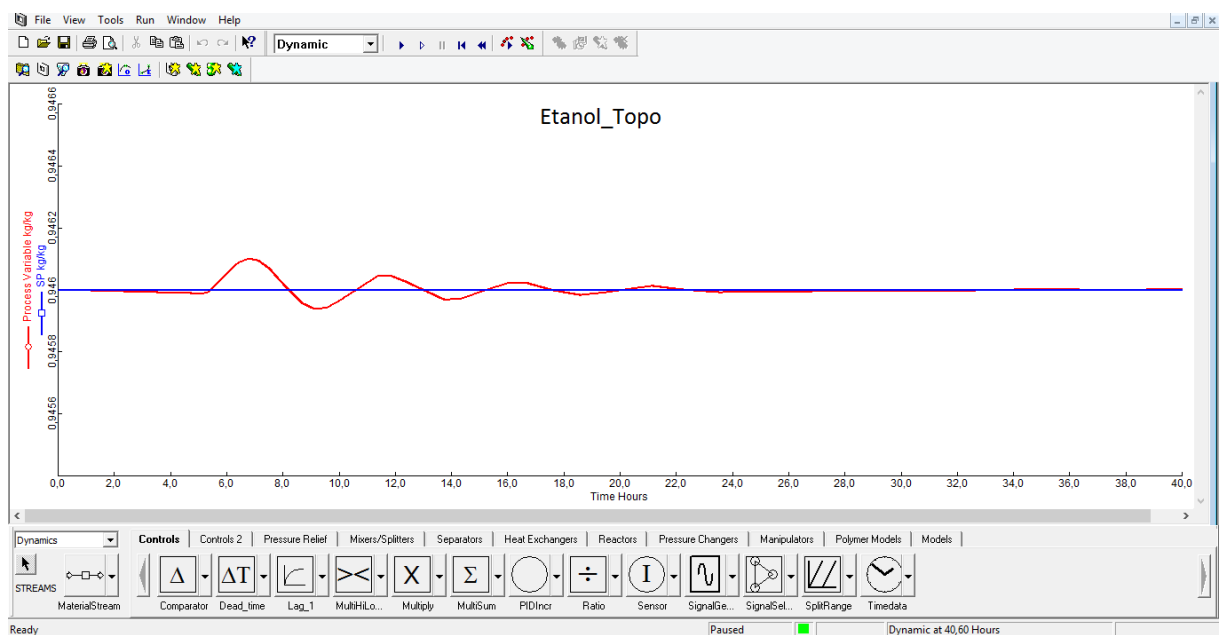 File View Tools Run Window Help
Dynamic
Etanol_Topo
0,9466
0,9464
0,9462
0,946
0,9458
0,9456
Process Variable kg/kg
SP kg/kg
0,0 2,0 4,0 6,0 8,0 10,0 12,0 14,0 16,0 18,0 20,0 22,0 24,0 26,0 28,0 30,0 32,0 34,0 36,0 38,0 40,0
Time Hours
Dynamics Controls Controls 2 Pressure Relief Mixers/Splitters Separators Heat Exchangers Reactors Pressure Changers Manipulators Polymer Models Models
Δ ΔT >< X Σ ÷ I
STREAMS
MaterialStream Comparator Dead_time Lag_1 MultiHiLo... Multiply MultiSum PIDIncr Ratio Sensor SignalGe... SignalSel... SplitRange Timedata
Ready Paused Dynamic at 40,60 Hours